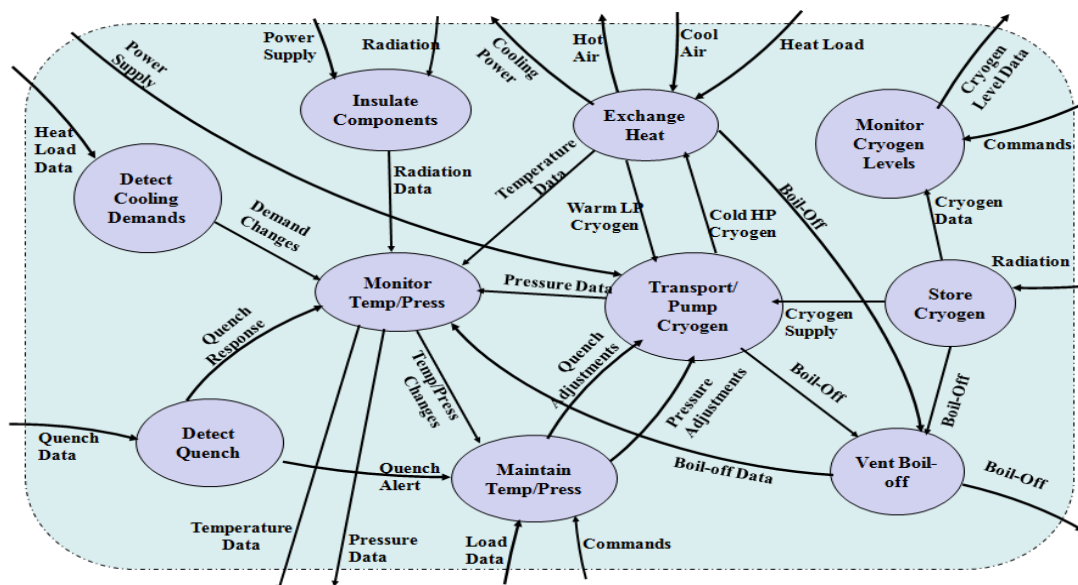 Power
Supply
Power
Supply
Radiation
Cooling
Power
Hot
Air
Cool
Air
Heat Load
Cryogen
Level Data
Insulate
Components
Exchange
Heat
Monitor
Cryogen
Levels
Commands
Heat
Load
Data
Detect
Cooling
Demands
Radiation
Data
Temperature
Data
Warm LP
Cryogen
Cold HP
Cryogen
Boil-Off
Cryogen
Data
Demand
Changes
Radiation
Monitor
Temp/Press
Pressure Data
Transport/
Pump
Cryogen
Cryogen
Supply
Store
Cryogen
Quench
Response
Temp/Press
Changes
Quench
Adjustments
Pressure
Adjustments
Boil-Off
Boil-Off
Quench
Data
Detect
Quench
Quench
Alert
Maintain
Temp/Press
Boil-off Data
Vent Boil-
off
Boil-Off
Temperature
Data
Pressure
Data
Load
Data
Commands